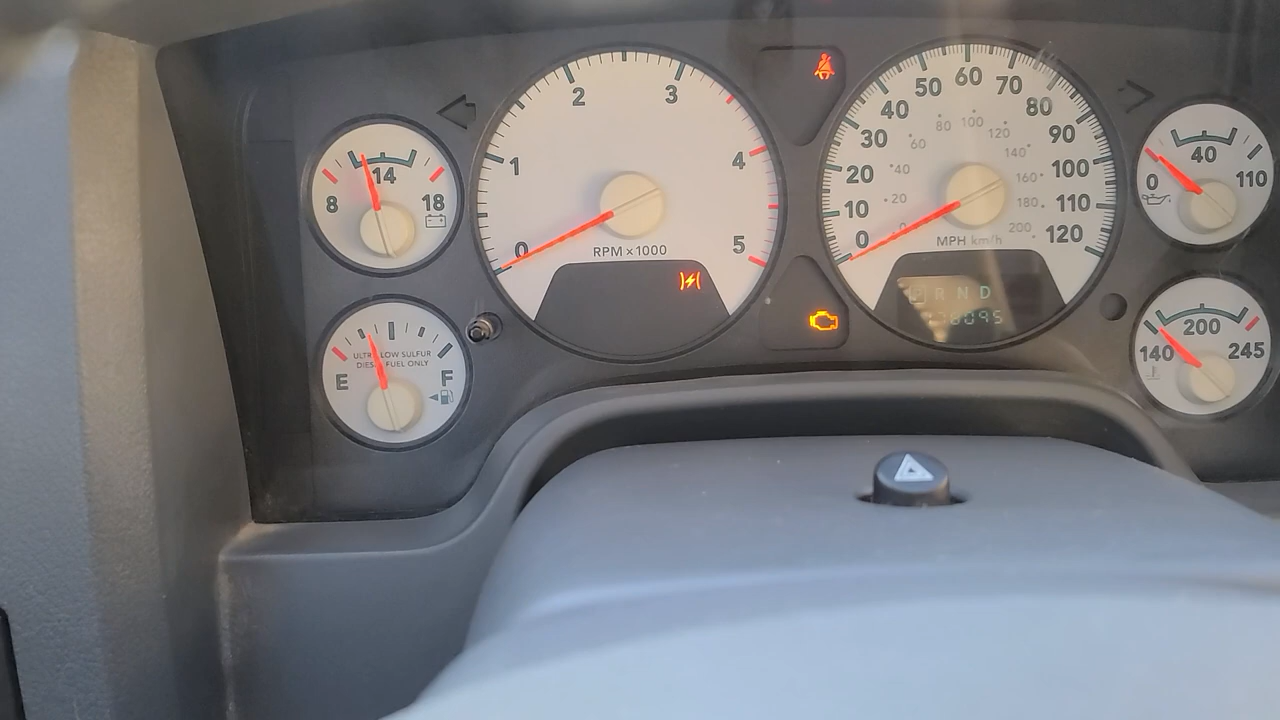 8 14 18
E F
ULTRA LOW SULFUR
DIESEL FUEL ONLY
0 1 2 3 4 5
RPM x 1000
0 10 20 30 40 50 60 70 80 90 100 110 120
0 20 40 60 80 100 120 140 160 180 200
MPH km/h
P R N D
0 40 110
140 200 245